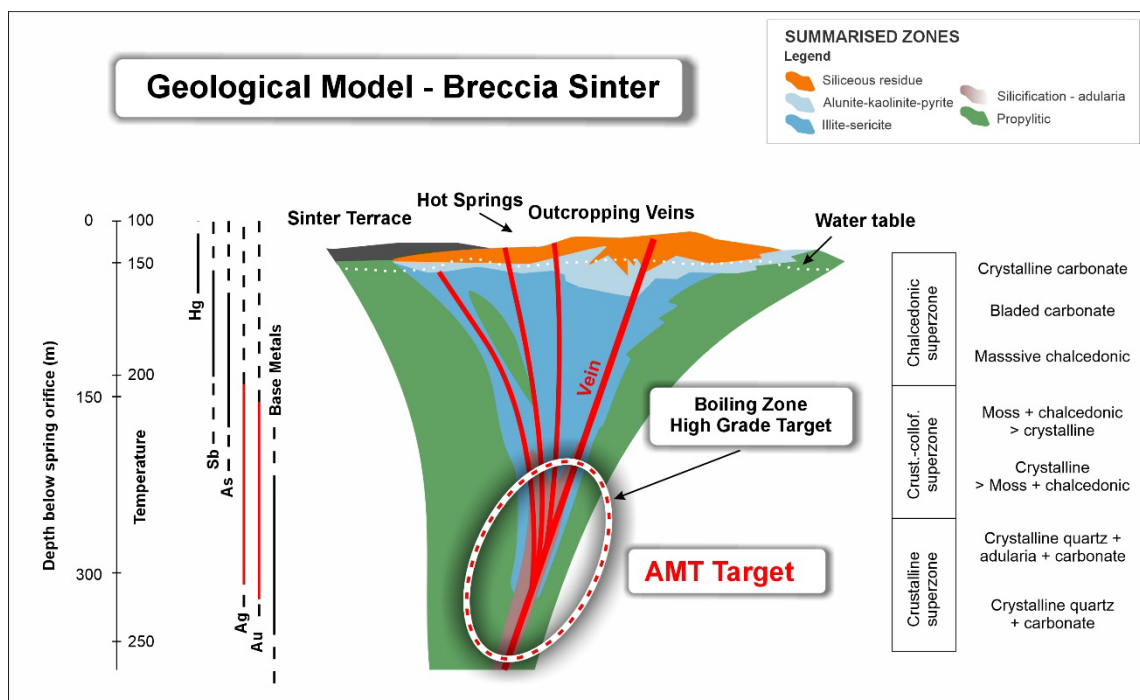 Geological Model - Breccia Sinter
SUMMARISED ZONES
Legend
Siliceous residue
Alunite-kaolinite-pyrite
Illite-sericite
Silicification - adularia
Propylitic
Sinter Terrace
Hot Springs
Outcropping Veins
Water table
Depth below spring orifice (m)
0
150
300
Temperature
100
150
200
250
Hg
Sb
As
Ag
Au
Base Metals
Vein
Boiling Zone
High Grade Target
AMT Target
Chalcedonic
superzone
Crust.-collof.
superzone
Crustalline
superzone
Crystalline carbonate
Bladed carbonate
Masssive chalcedonic
Moss + chalcedonic
> crystalline
Crystalline
> Moss + chalcedonic
Crystalline quartz +
adularia + carbonate
Crystalline quartz
+ carbonate